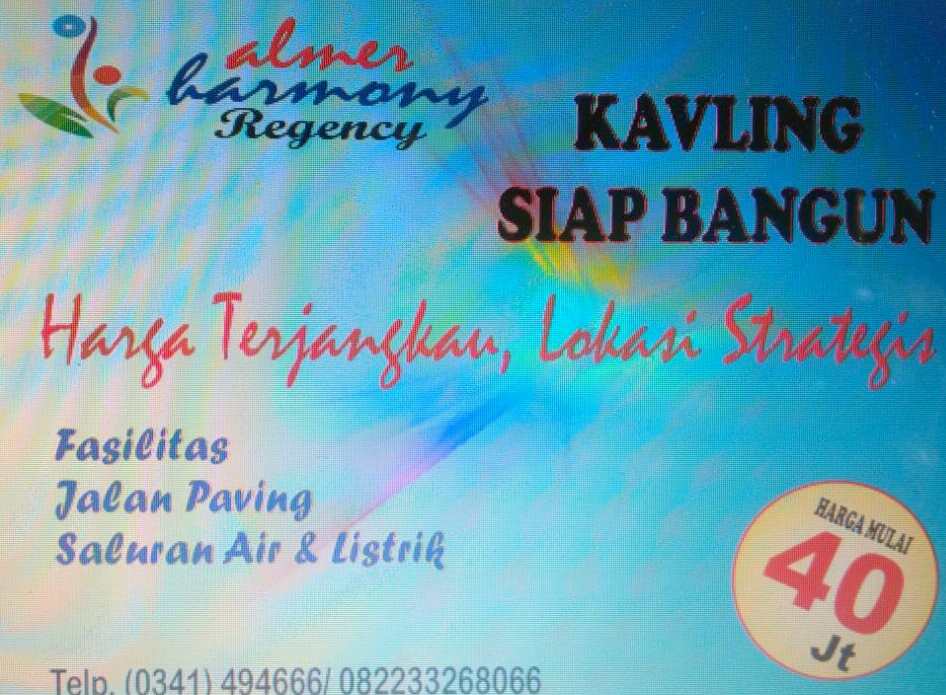 almer
harmony
Regency
KAVLING
SIAP BANGUN
Harga Terjangkau, Lokasi Strategis
Fasilitas
Jalan Paving
Saluran Air & Listrik
HARGA MULAI
40
Jt
Telp. (0341) 494666/ 082233268066